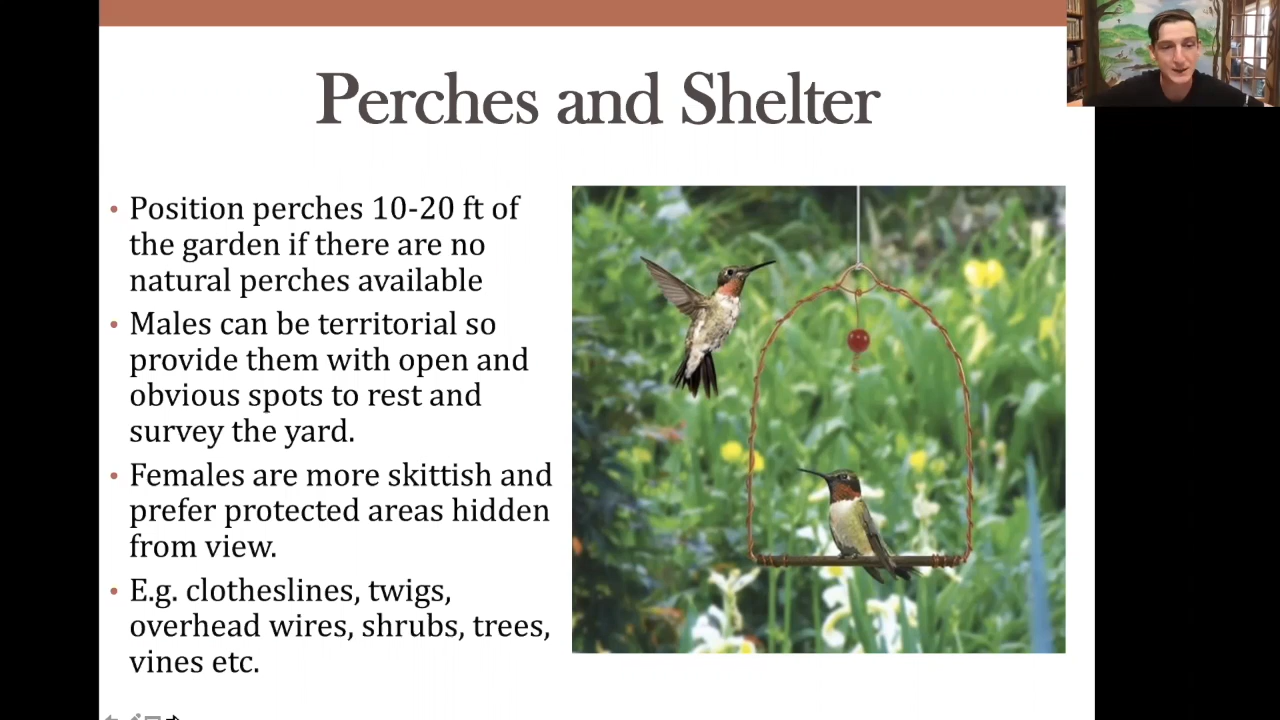 Perches and Shelter
• Position perches 10-20 ft of
the garden if there are no
natural perches available
• Males can be territorial so
provide them with open and
obvious spots to rest and
survey the yard.
• Females are more skittish and
prefer protected areas hidden
from view.
• E.g. clotheslines, twigs,
overhead wires, shrubs, trees,
vines etc.